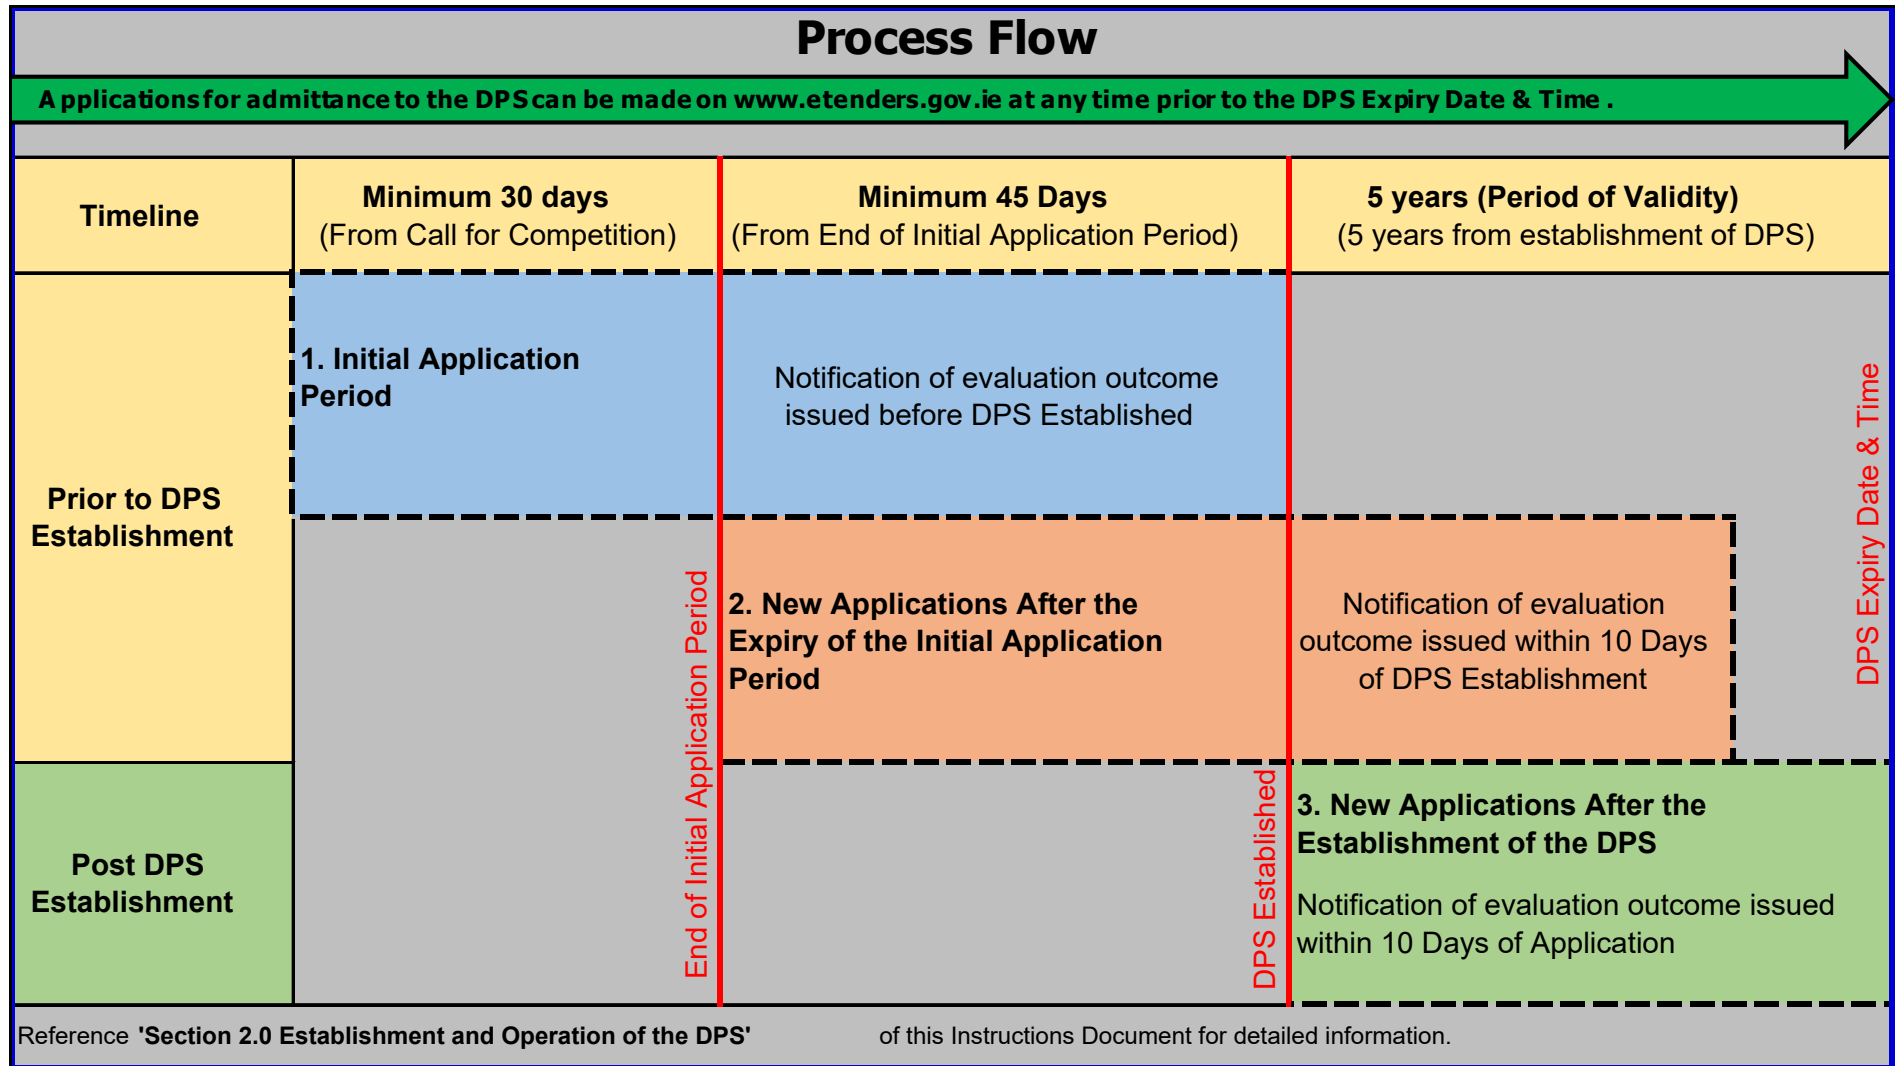 Process Flow
Applications for admittance to the DPS can be made on www.etenders.gov.ie at any time prior to the DPS Expiry Date & Time .
Timeline
Minimum 30 days
(From Call for Competition)
Minimum 45 Days
(From End of Initial Application Period)
5 years (Period of Validity)
(5 years from establishment of DPS)
Prior to DPS
Establishment
1. Initial Application
Period
Notification of evaluation outcome
issued before DPS Established
End of Initial Application Period
2. New Applications After the
Expiry of the Initial Application
Period
Notification of evaluation
outcome issued within 10 Days
of DPS Establishment
DPS Expiry Date & Time
Post DPS
Establishment
DPS Established
3. New Applications After the
Establishment of the DPS
Notification of evaluation outcome issued
within 10 Days of Application
Reference 'Section 2.0 Establishment and Operation of the DPS' of this Instructions Document for detailed information.